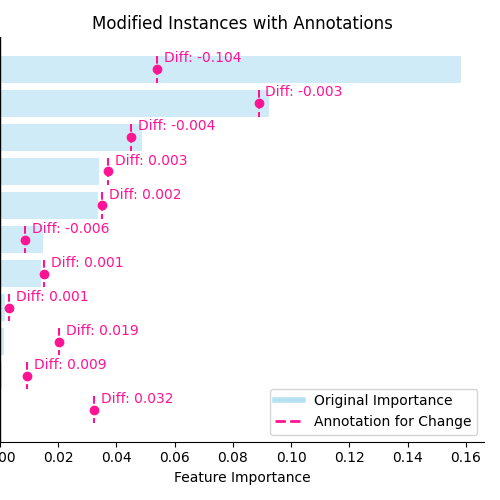 Modified Instances with Annotations
Diff: -0.104
Diff: -0.003
Diff: -0.004
Diff: 0.003
Diff: 0.002
Diff: -0.006
Diff: 0.001
Diff: 0.001
Diff: 0.019
Diff: 0.009
Diff: 0.032
Original Importance
Annotation for Change
00 0.02 0.04 0.06 0.08 0.10 0.12 0.14 0.16
Feature Importance